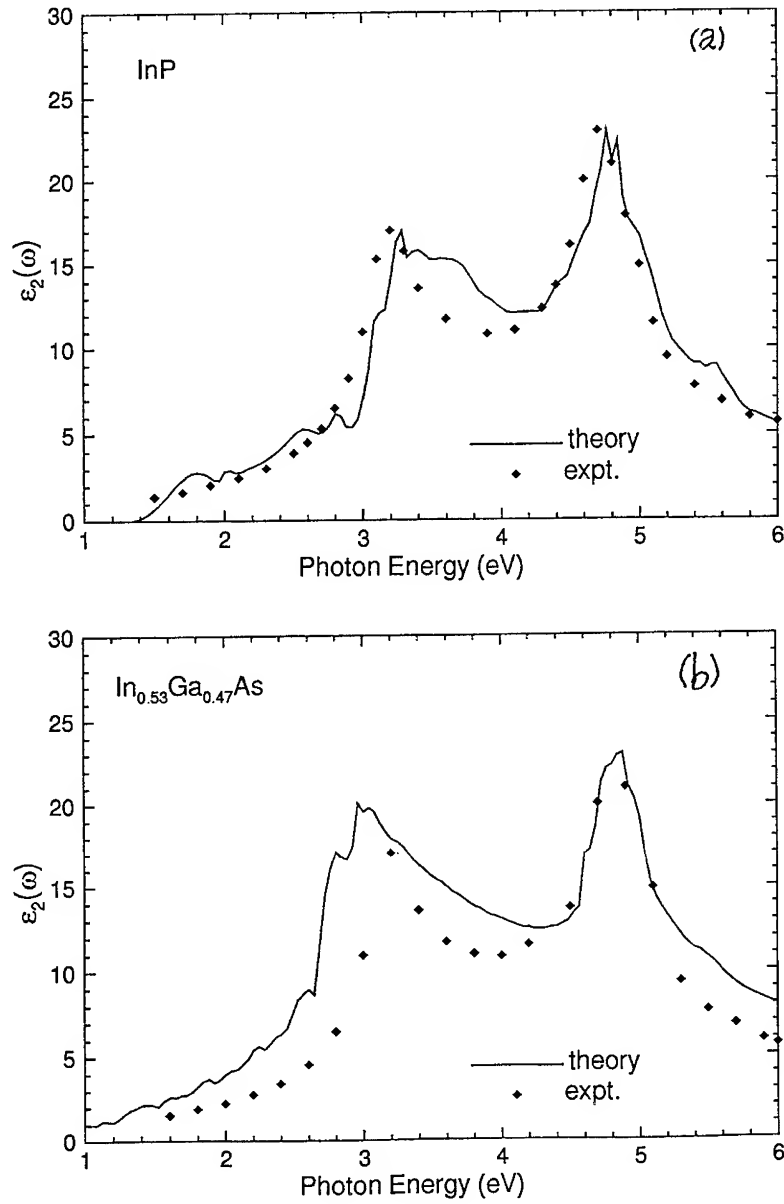 (a)
InP
30
25
20
15
10
5
0
ε₂(ω)
theory
expt.
1 2 3 4 5 6
Photon Energy (eV)
(b)
In₀.₅₃Ga₀.₄₇As
30
25
20
15
10
5
0
ε₂(ω)
theory
expt.
1 2 3 4 5 6
Photon Energy (eV)